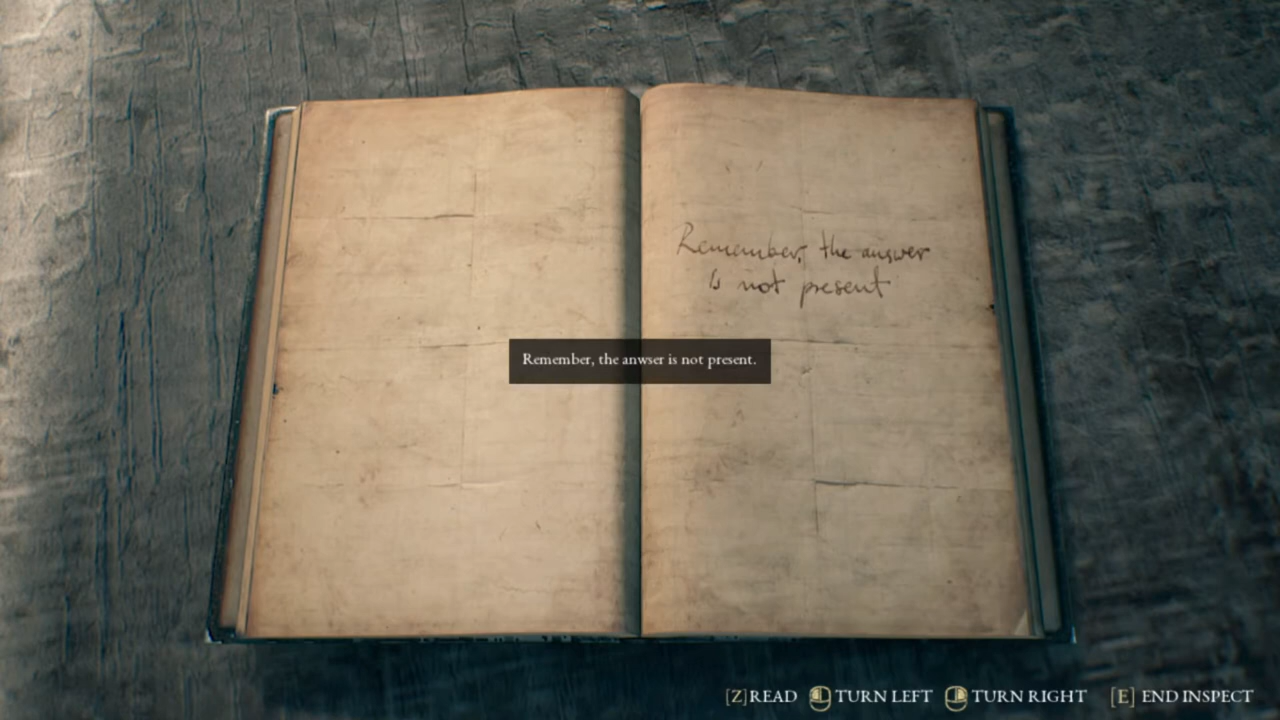 Remember, the answer
is not present
Remember, the anwser is not present.
[Z] READ TURN LEFT TURN RIGHT [E] END INSPECT